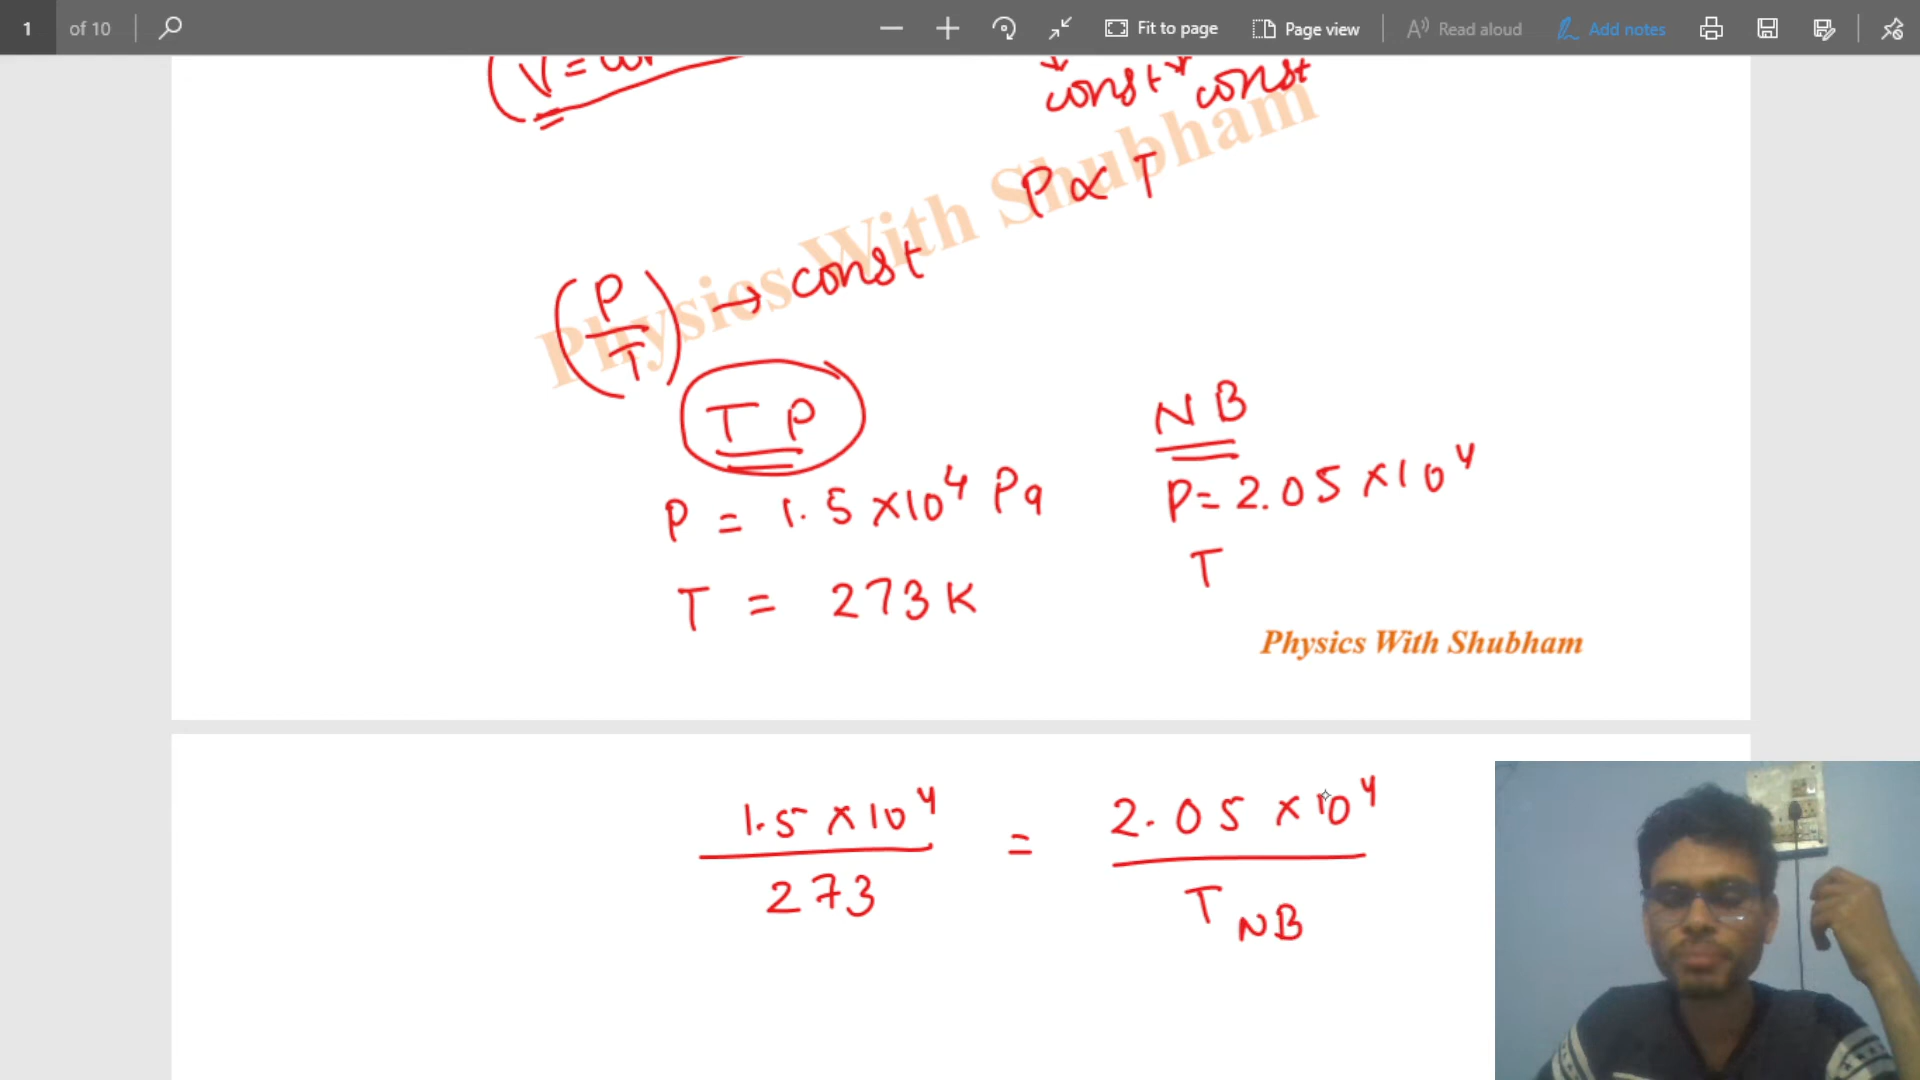 1 of 10 Fit to page Page view Read aloud Add notes
V =
const const
P ∝ T
Physics With Shubham
(P/T) → const
T P
N B
P = 1.5 × 10⁴ Pa
P = 2.05 × 10⁴
T = 273 K
T
Physics With Shubham
1.5 × 10⁴ / 273 = 2.05 × 10⁴ / T NB